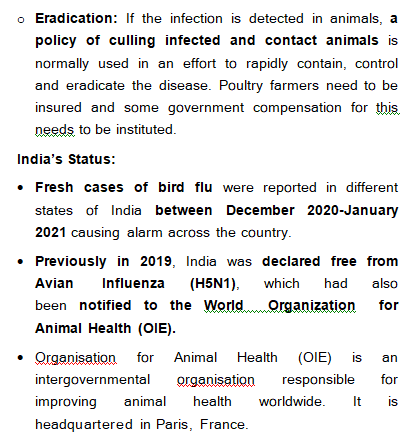 o Eradication: If the infection is detected in animals, a
policy of culling infected and contact animals is
normally used in an effort to rapidly contain, control
and eradicate the disease. Poultry farmers need to be
insured and some government compensation for this
needs to be instituted.
India's Status:
• Fresh cases of bird flu were reported in different
states of India between December 2020-January
2021 causing alarm across the country.
• Previously in 2019, India was declared free from
Avian Influenza (H5N1), which had also
been notified to the World Organization for
Animal Health (OIE).
• Organisation for Animal Health (OIE) is an
intergovernmental organisation responsible for
improving animal health worldwide. It is
headquartered in Paris, France.